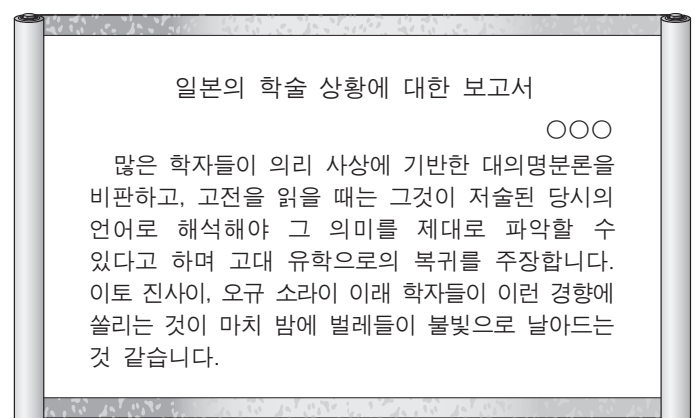 일본의 학술 상황에 대한 보고서
○○○
많은 학자들이 의리 사상에 기반한 대의명분론을
비판하고, 고전을 읽을 때는 그것이 저술된 당시의
언어로 해석해야 그 의미를 제대로 파악할 수
있다고 하며 고대 유학으로의 복귀를 주장합니다.
이토 진사이, 오규 소라이 이래 학자들이 이런 경향에
쏠리는 것이 마치 밤에 벌레들이 불빛으로 날아드는
것 같습니다.